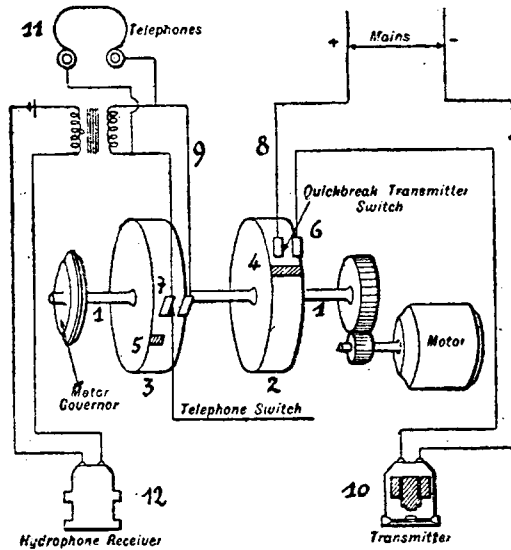 11
Telephones
+
Mains
-
9
8
Quickbreak Transmitter
Switch
6
4
7
1
1
5
Motor
3
2
Motor
Governor
Telephone Switch
12
10
Hydrophone Receiver
Transmitter